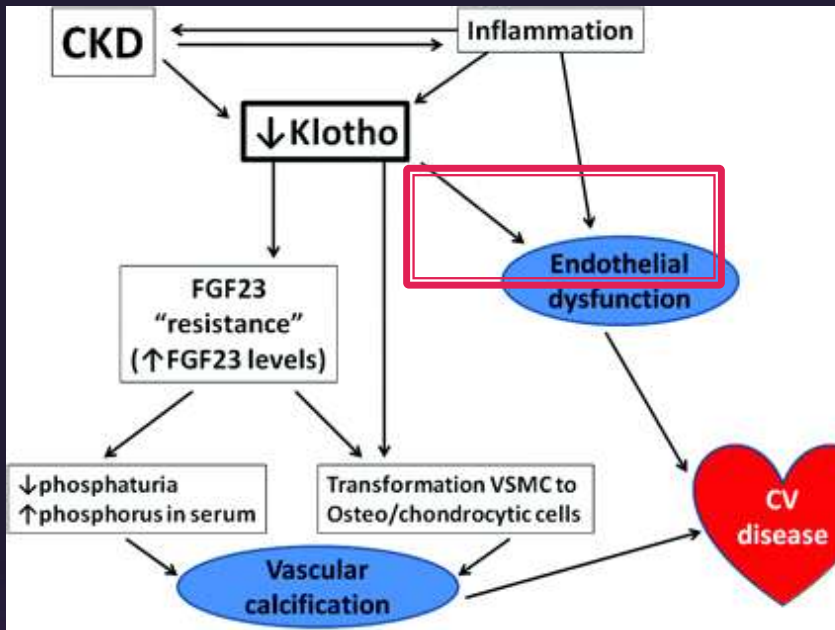 CKD
Inflammation
↓Klotho
FGF23
"resistance"
(↑FGF23 levels)
Endothelial
dysfunction
↓phosphaturia
↑phosphorus in serum
Transformation VSMC to
Osteo/chondrocytic cells
CV
disease
Vascular
calcification